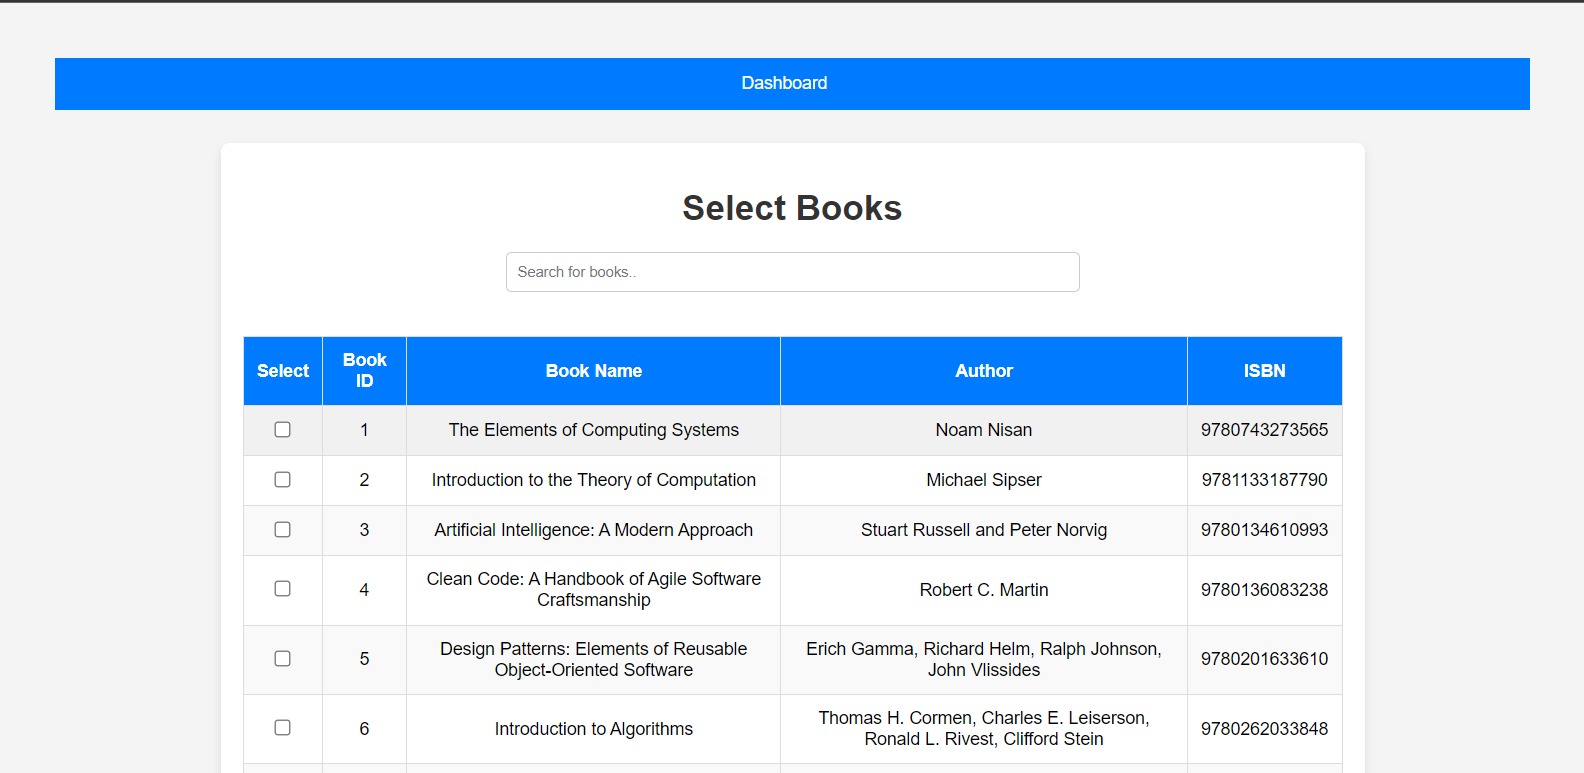 Dashboard
Select Books
Search for books..
Select Book ID Book Name Author ISBN
1 The Elements of Computing Systems Noam Nisan 9780743273565
2 Introduction to the Theory of Computation Michael Sipser 9781133187790
3 Artificial Intelligence: A Modern Approach Stuart Russell and Peter Norvig 9780134610993
4 Clean Code: A Handbook of Agile Software Craftsmanship Robert C. Martin 9780136083238
5 Design Patterns: Elements of Reusable Object-Oriented Software Erich Gamma, Richard Helm, Ralph Johnson, John Vlissides 9780201633610
6 Introduction to Algorithms Thomas H. Cormen, Charles E. Leiserson, Ronald L. Rivest, Clifford Stein 9780262033848